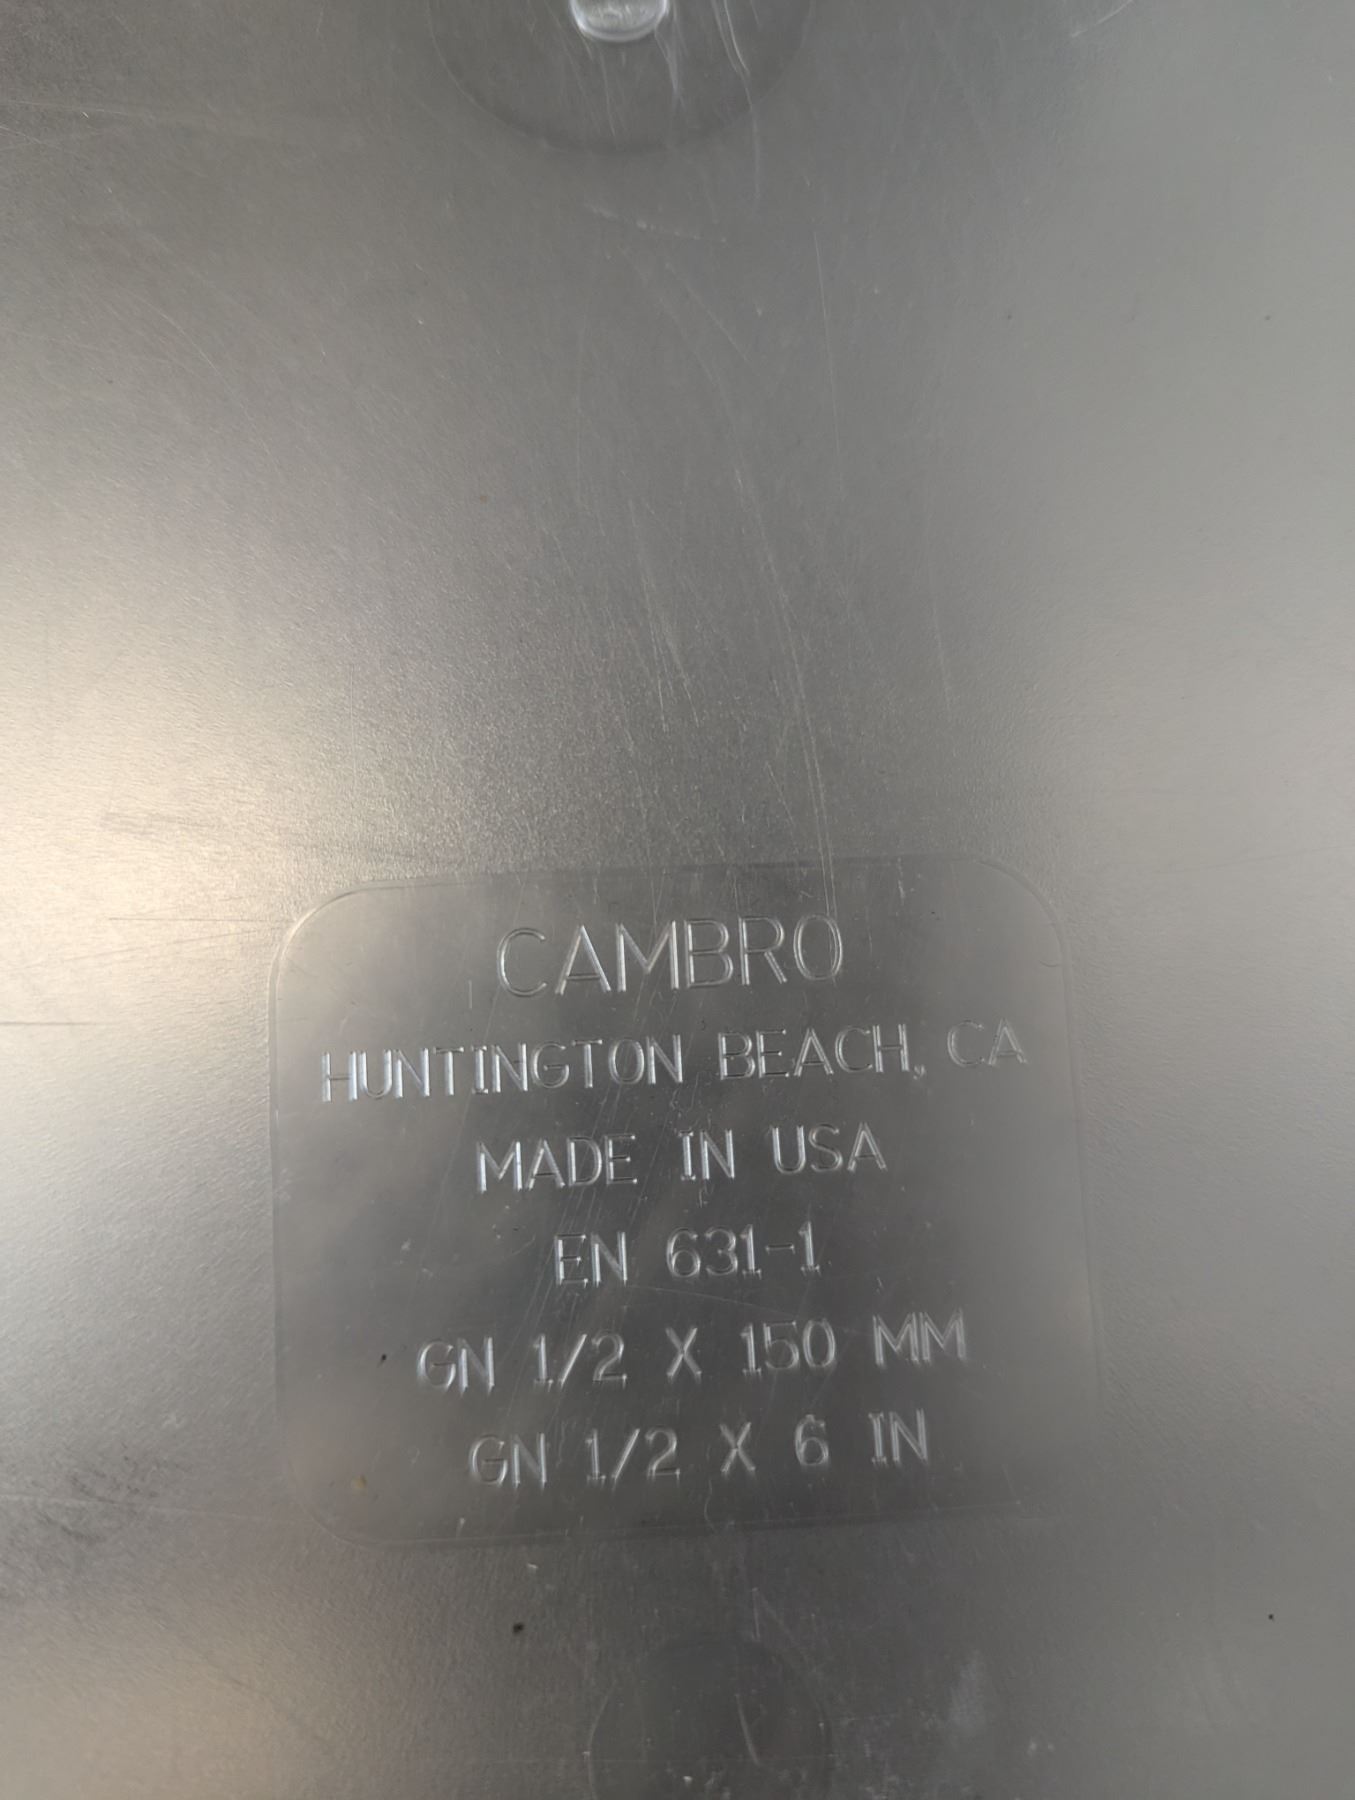 CAMBRO
HUNTINGTON BEACH, CA
MADE IN USA
EN 631-1
GN 1/2 X 150 MM
GN 1/2 X 6 IN